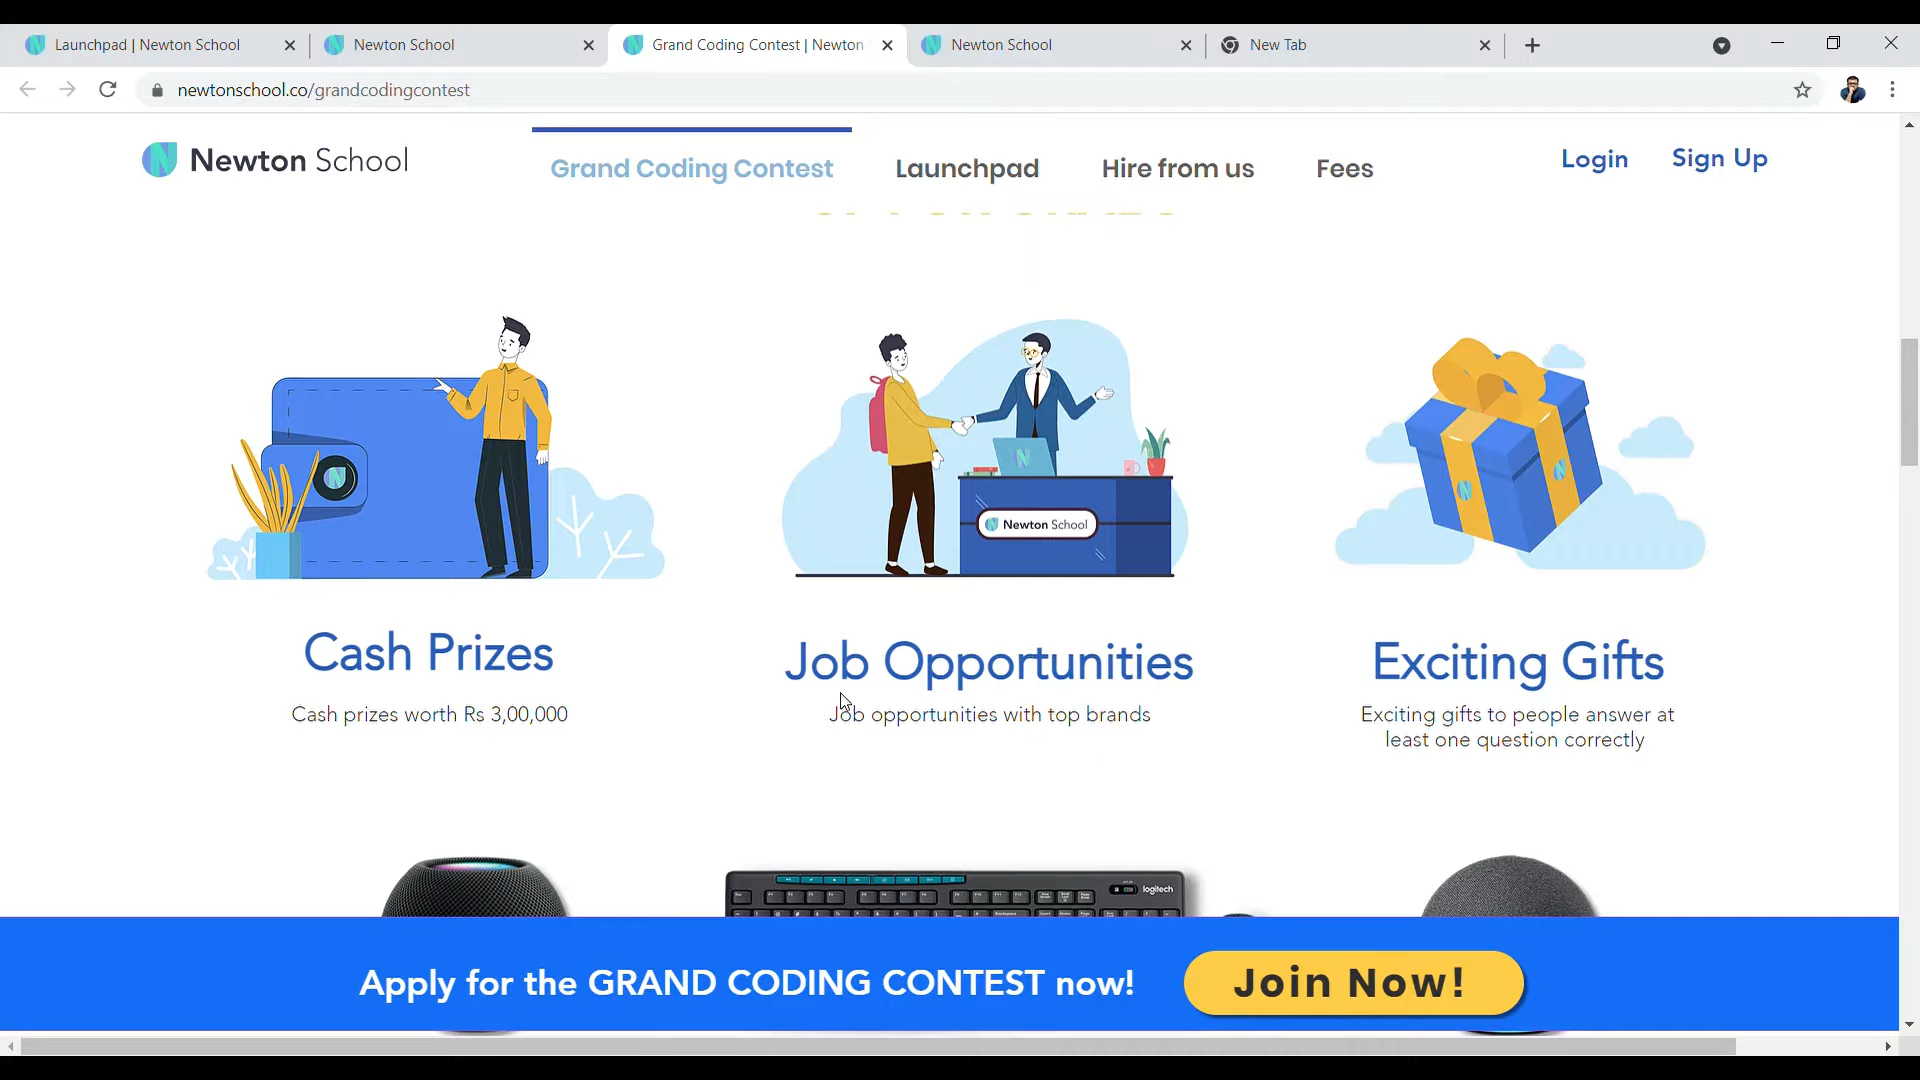 Launchpad | Newton School
Newton School
Grand Coding Contest | Newton
Newton School
New Tab
newtonschool.co/grandcodingcontest
Newton School
Grand Coding Contest
Launchpad
Hire from us
Fees
Login
Sign Up
Newton School
Cash Prizes
Job Opportunities
Exciting Gifts
Cash prizes worth Rs 3,00,000
Job opportunities with top brands
Exciting gifts to people answer at
least one question correctly
logitech
Apply for the GRAND CODING CONTEST now!
Join Now!